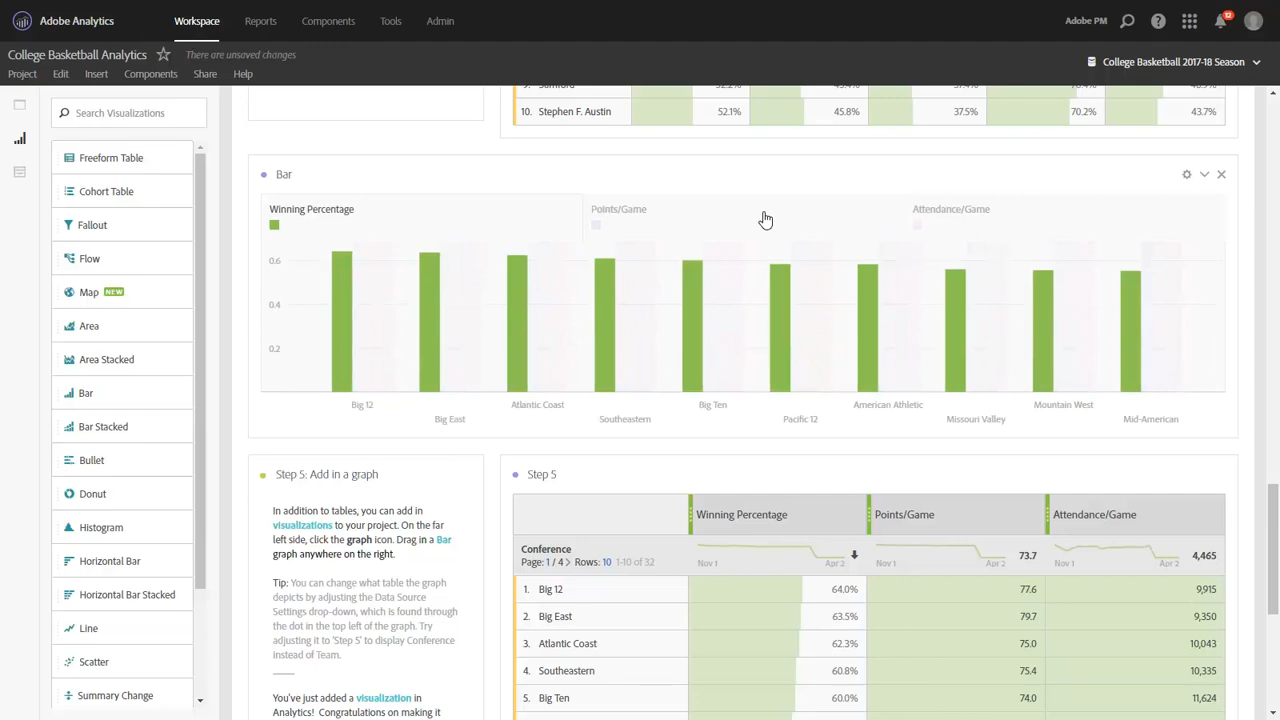 Adobe Analytics
Workspace
Reports
Components
Tools
Admin
Adobe PM
12
College Basketball Analytics
There are unsaved changes
College Basketball 2017-18 Season
Project
Edit
Insert
Components
Share
Help
Search Visualizations
Freeform Table
Cohort Table
Fallout
Flow
Map NEW
Area
Area Stacked
Bar
Bar Stacked
Bullet
Donut
Histogram
Horizontal Bar
Horizontal Bar Stacked
Line
Scatter
Summary Change
10. Stephen F. Austin 52.1% 45.8% 37.5% 70.2% 43.7%
Bar
Winning Percentage
Points/Game
Attendance/Game
0.6
0.4
0.2
Big 12
Big East
Atlantic Coast
Southeastern
Big Ten
Pacific 12
American Athletic
Missouri Valley
Mountain West
Mid-American
Step 5: Add in a graph
In addition to tables, you can add in
visualizations to your project. On the far
left side, click the graph icon. Drag in a Bar
graph anywhere on the right.
Tip: You can change what table the graph
depicts by adjusting the Data Source
Settings drop-down, which is found through
the dot in the top left of the graph. Try
adjusting it to 'Step 5' to display Conference
instead of Team.
You've just added a visualization in
Analytics! Congratulations on making it
Step 5
Winning Percentage
Points/Game
Attendance/Game
Conference
Page: 1 / 4 > Rows: 10 1-10 of 32
Nov 1
Apr 2
Nov 1
Apr 2
73.7
Nov 1
Apr 2
4,465
1. Big 12 64.0% 77.6 9,915
2. Big East 63.5% 79.7 9,350
3. Atlantic Coast 62.3% 75.0 10,043
4. Southeastern 60.8% 75.4 10,335
5. Big Ten 60.0% 74.0 11,624